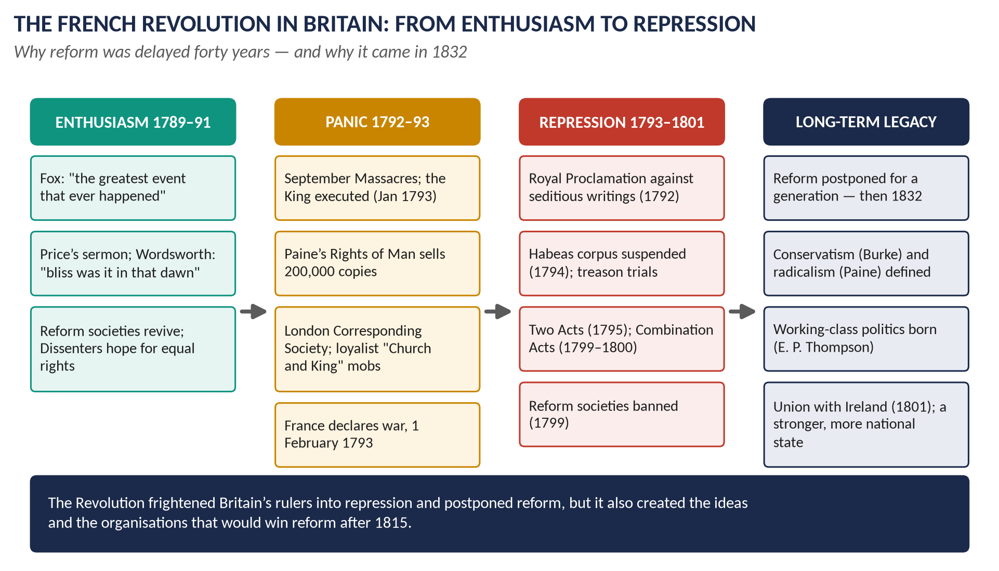 THE FRENCH REVOLUTION IN BRITAIN: FROM ENTHUSIASM TO REPRESSION
Why reform was delayed forty years — and why it came in 1832
ENTHUSIASM 1789–91
Fox: "the greatest event
that ever happened"
Price’s sermon; Wordsworth:
"bliss was it in that dawn"
Reform societies revive;
Dissenters hope for equal
rights
PANIC 1792–93
September Massacres; the
King executed (Jan 1793)
Paine’s Rights of Man sells
200,000 copies
London Corresponding
Society; loyalist "Church
and King" mobs
France declares war, 1
February 1793
REPRESSION 1793–1801
Royal Proclamation against
seditious writings (1792)
Habeas corpus suspended
(1794); treason trials
Two Acts (1795); Combination
Acts (1799–1800)
Reform societies banned
(1799)
LONG-TERM LEGACY
Reform postponed for a
generation — then 1832
Conservatism (Burke) and
radicalism (Paine) defined
Working-class politics born
(E. P. Thompson)
Union with Ireland (1801); a
stronger, more national
state
The Revolution frightened Britain’s rulers into repression and postponed reform, but it also created the ideas
and the organisations that would win reform after 1815.